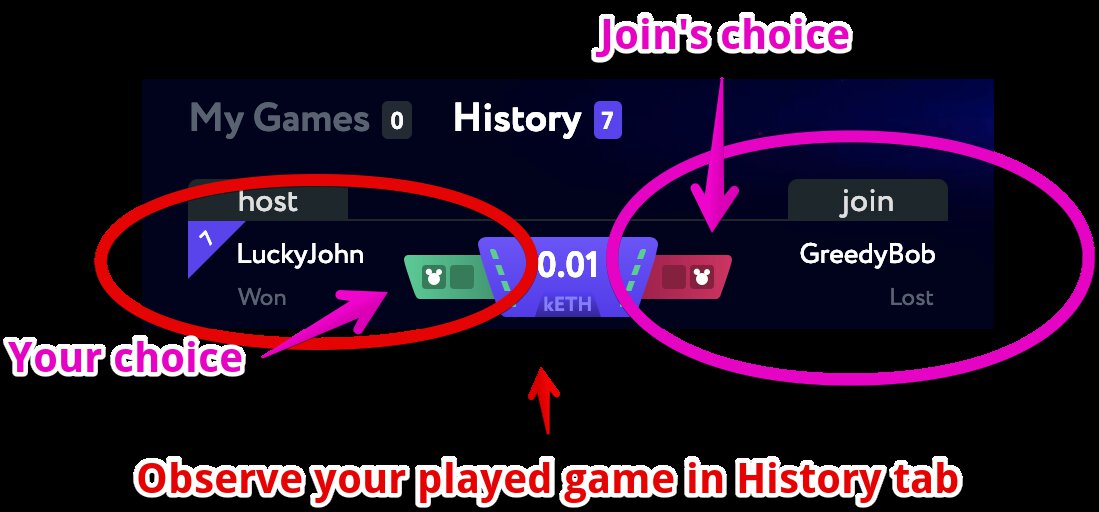 Join's choice
My Games 0 History 7
host join
7
LuckyJohn 0.01 GreedyBob
Won kETH Lost
Your choice
Observe your played game in History tab